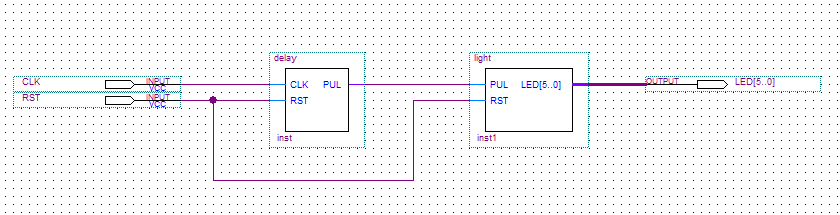 delay
light
CLK
INPUT
VCC
CLK PUL
PUL LED[5..0]
OUTPUT
LED[5..0]
RST
INPUT
VCC
RST
RST
inst
inst1